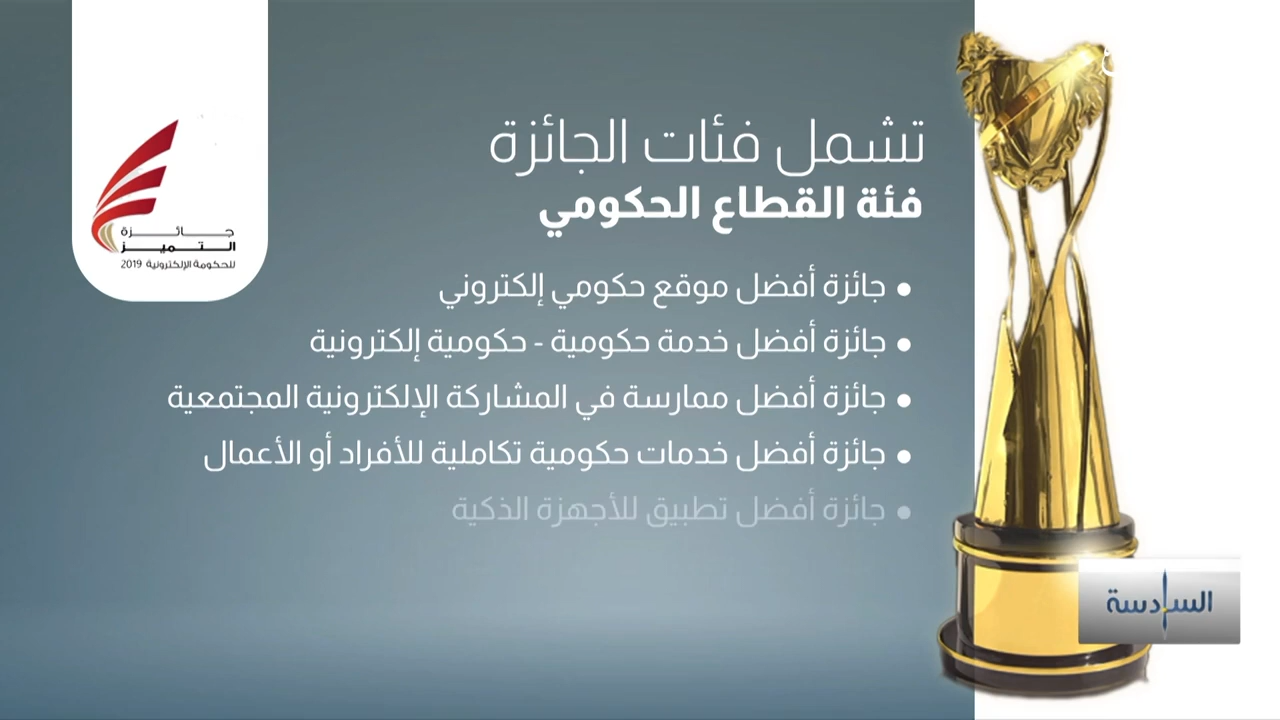 تشمل فئات الجائزة
فئة القطاع الحكومي
• جائزة أفضل موقع حكومي إلكتروني
• جائزة أفضل خدمة حكومية - حكومية إلكترونية
• جائزة أفضل ممارسة في المشاركة الإلكترونية المجتمعية
• جائزة أفضل خدمات حكومية تكاملية للأفراد أو الأعمال
• جائزة أفضل تطبيق للأجهزة الذكية
جائزة
التميز
للحكومة الإلكترونية 2019
السادسة